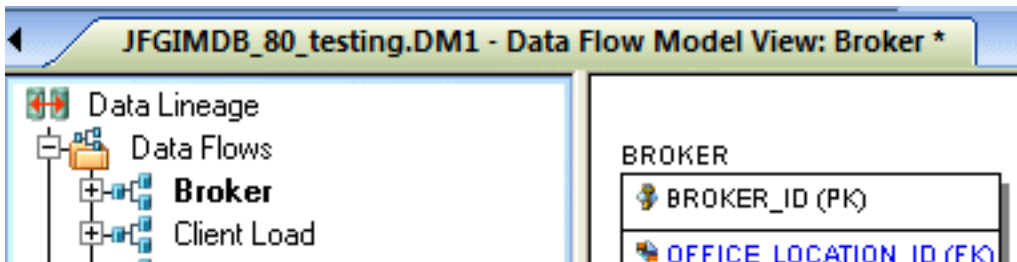 JFGIMDB_80_testing.DM1 - Data Flow Model View: Broker *
Data Lineage
Data Flows
Broker
Client Load
BROKER
BROKER_ID (PK)
OFFICE_LOCATION_ID (FK)